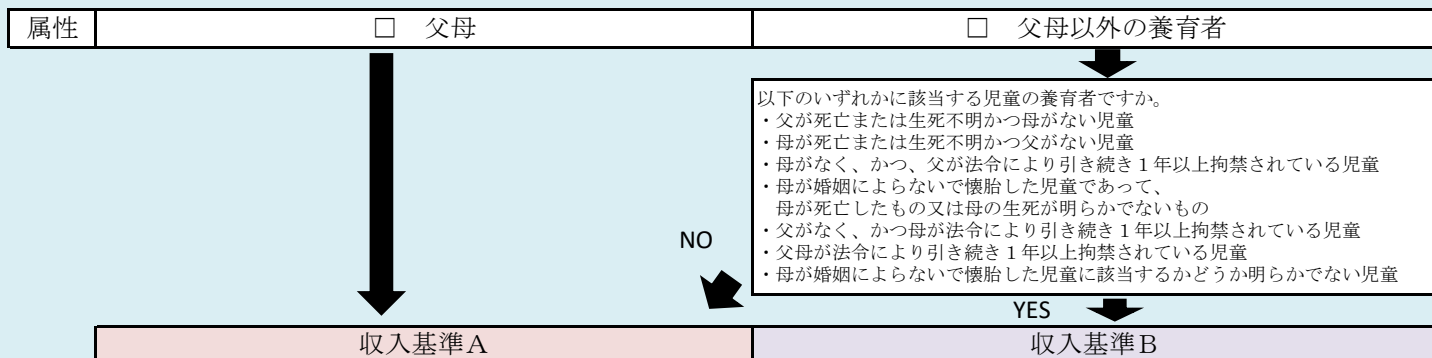 属性 □ 父母 □ 父母以外の養育者
以下のいずれかに該当する児童の養育者ですか。
・父が死亡または生死不明かつ母がない児童
・母が死亡または生死不明かつ父がない児童
・母がなく、かつ、父が法令により引き続き１年以上拘禁されている児童
・母が婚姻によらないで懐胎した児童であって、
母が死亡したもの又は母の生死が明らかでないもの
・父がなく、かつ母が法令により引き続き１年以上拘禁されている児童
・父母が法令により引き続き１年以上拘禁されている児童
・母が婚姻によらないで懐胎した児童に該当するかどうか明らかでない児童
NO
YES
収入基準Ａ 収入基準Ｂ